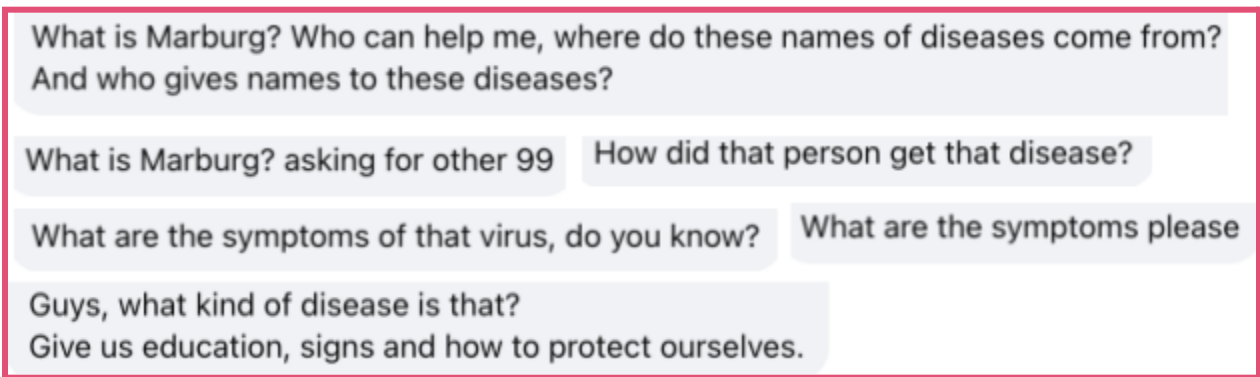 What is Marburg? Who can help me, where do these names of diseases come from?
And who gives names to these diseases?
What is Marburg? asking for other 99
How did that person get that disease?
What are the symptoms of that virus, do you know?
What are the symptoms please
Guys, what kind of disease is that?
Give us education, signs and how to protect ourselves.